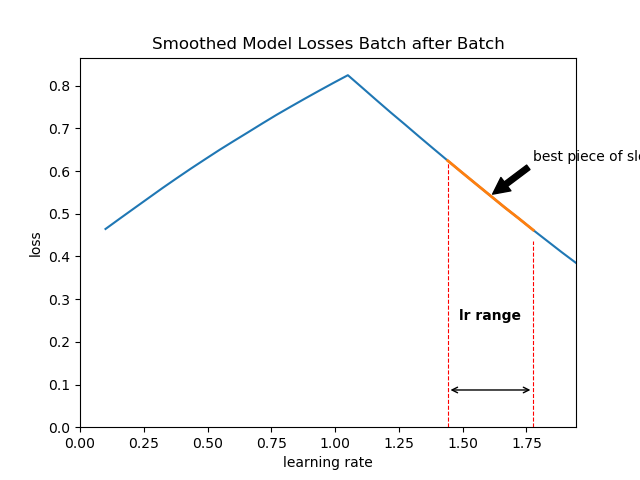 Smoothed Model Losses Batch after Batch
0.8
0.7
0.6
0.5
0.4
0.3
0.2
0.1
0.0
loss
best piece of slo
lr range
0.00 0.25 0.50 0.75 1.00 1.25 1.50 1.75
learning rate